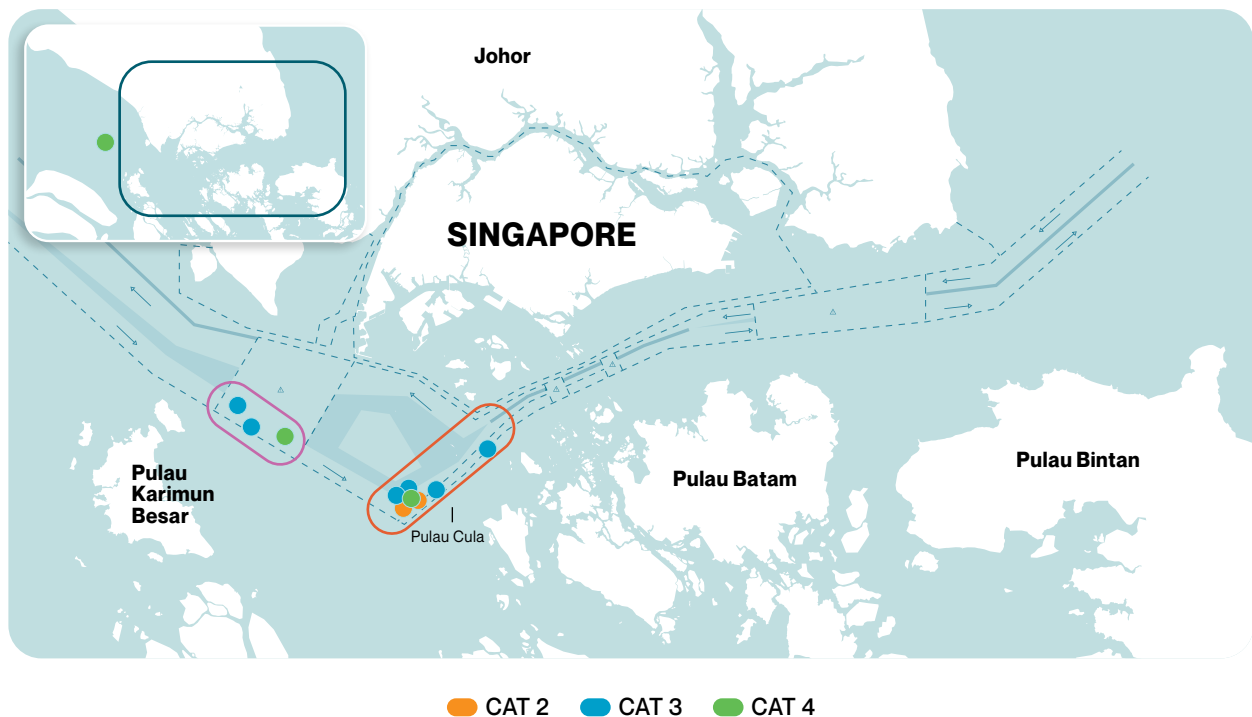 Johor
SINGAPORE
Pulau
Karimun
Besar
Pulau Batam
Pulau Bintan
Pulau Cula
CAT 2
CAT 3
CAT 4